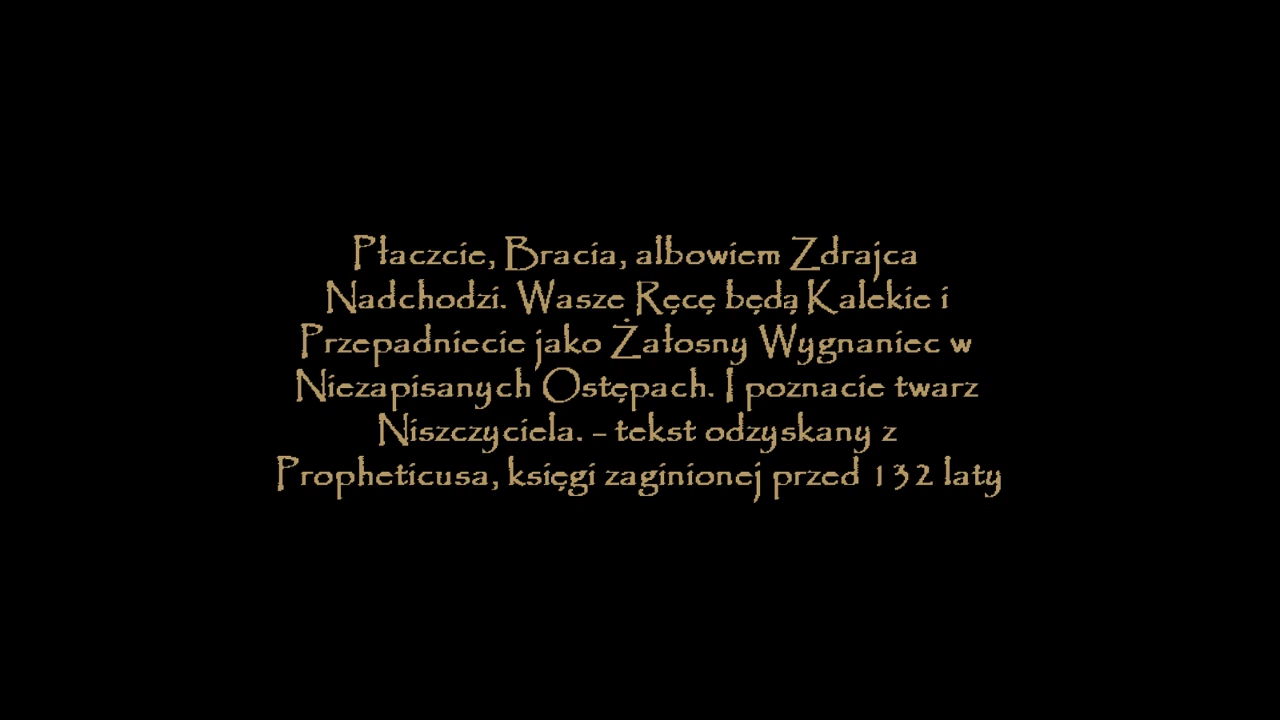 Płaczcie, Bracia, albowiem Zdrajca
Nadchodzi. Wasze Ręcę będą Kalekie i
Przepadniecie jako Żałosny Wygnaniec w
Niezapisanych Ostępach. I poznacie twarz
Niszczyciela. – tekst odzyskany z
Propheticusa, księgi zaginionej przed 132 laty